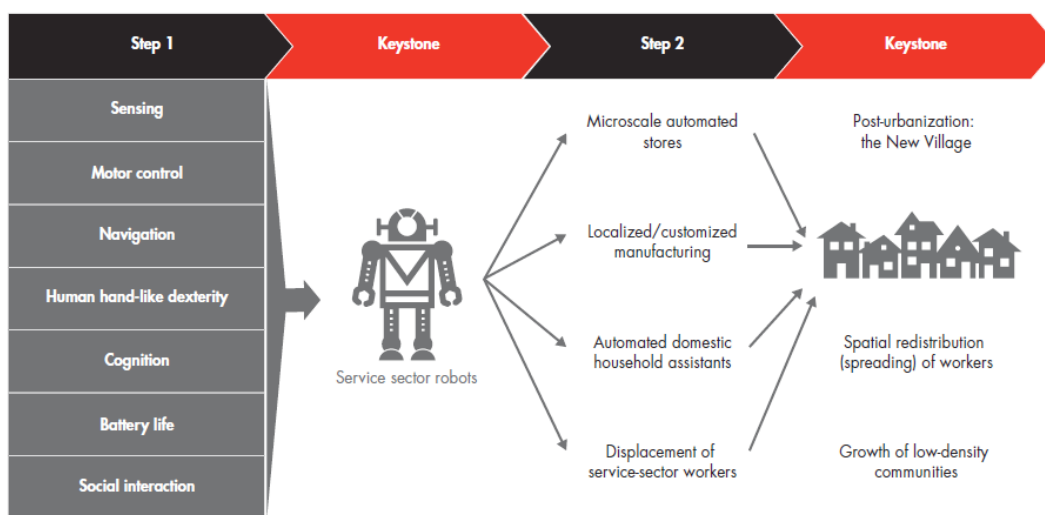 Step 1
Keystone
Step 2
Keystone
Sensing
Motor control
Navigation
Human hand-like dexterity
Cognition
Battery life
Social interaction
Service sector robots
Microscale automated
stores
Localized/customized
manufacturing
Automated domestic
household assistants
Displacement of
service-sector workers
Post-urbanization:
the New Village
Spatial redistribution
(spreading) of workers
Growth of low-density
communities